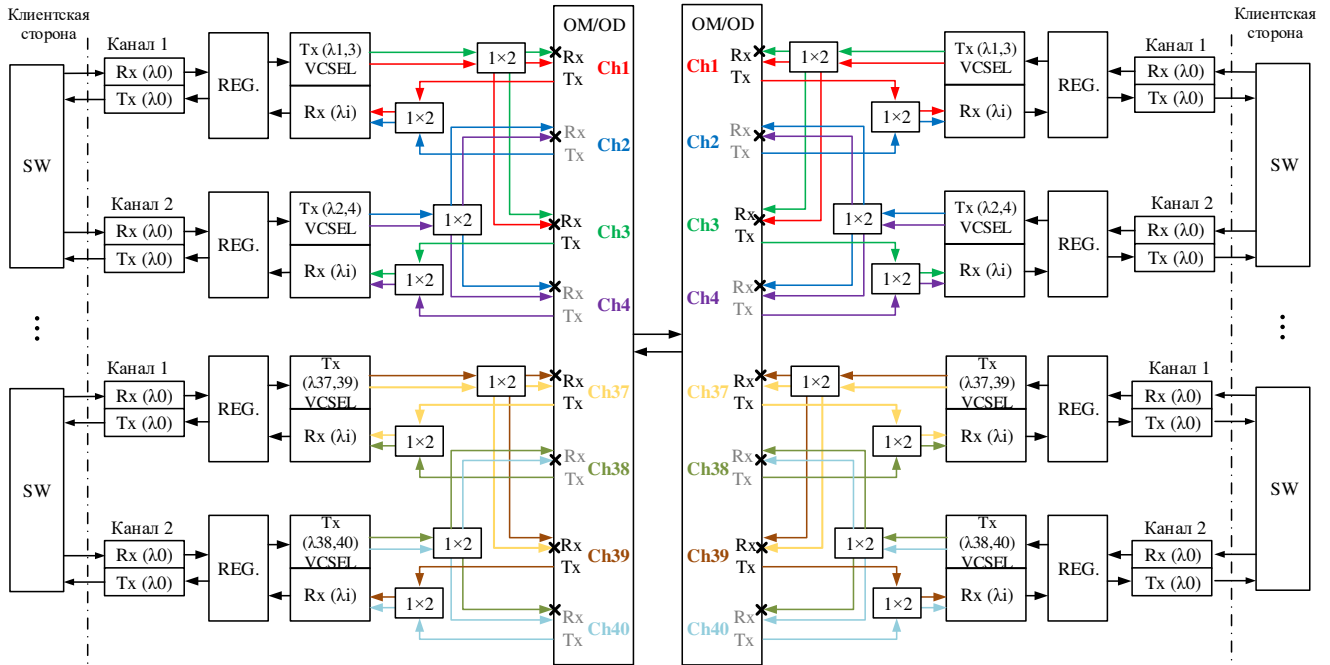 Клиентская
сторона
Канал 1
Rx (λ0)
Tx (λ0)
REG.
Tx (λ1,3)
VCSEL
Rx (λi)
1×2
1×2
SW
Канал 2
Rx (λ0)
Tx (λ0)
REG.
Tx (λ2,4)
VCSEL
Rx (λi)
1×2
1×2
...
Канал 1
Rx (λ0)
Tx (λ0)
REG.
Tx
(λ37,39)
VCSEL
Rx (λi)
1×2
1×2
SW
Канал 2
Rx (λ0)
Tx (λ0)
REG.
Tx
(λ38,40)
VCSEL
Rx (λi)
1×2
1×2
OM/OD
Rx
Ch1
Tx
Rx
Ch2
Tx
Rx
Ch3
Tx
Rx
Ch4
Tx
Rx
Ch37
Tx
Rx
Ch38
Tx
Rx
Ch39
Tx
Rx
Ch40
Tx
OM/OD
Rx
Ch1
Tx
Rx
Ch2
Tx
Rx
Ch3
Tx
Rx
Ch4
Tx
Rx
Ch37
Tx
Rx
Ch38
Tx
Rx
Ch39
Tx
Rx
Ch40
Tx
1×2
1×2
Tx (λ1,3)
VCSEL
Rx (λi)
REG.
Канал 1
Rx (λ0)
Tx (λ0)
Клиентская
сторона
SW
1×2
1×2
Tx (λ2,4)
VCSEL
Rx (λi)
REG.
Канал 2
Rx (λ0)
Tx (λ0)
...
1×2
1×2
Tx
(λ37,39)
VCSEL
Rx (λi)
REG.
Канал 1
Rx (λ0)
Tx (λ0)
SW
1×2
1×2
Tx
(λ38,40)
VCSEL
Rx (λi)
REG.
Канал 2
Rx (λ0)
Tx (λ0)